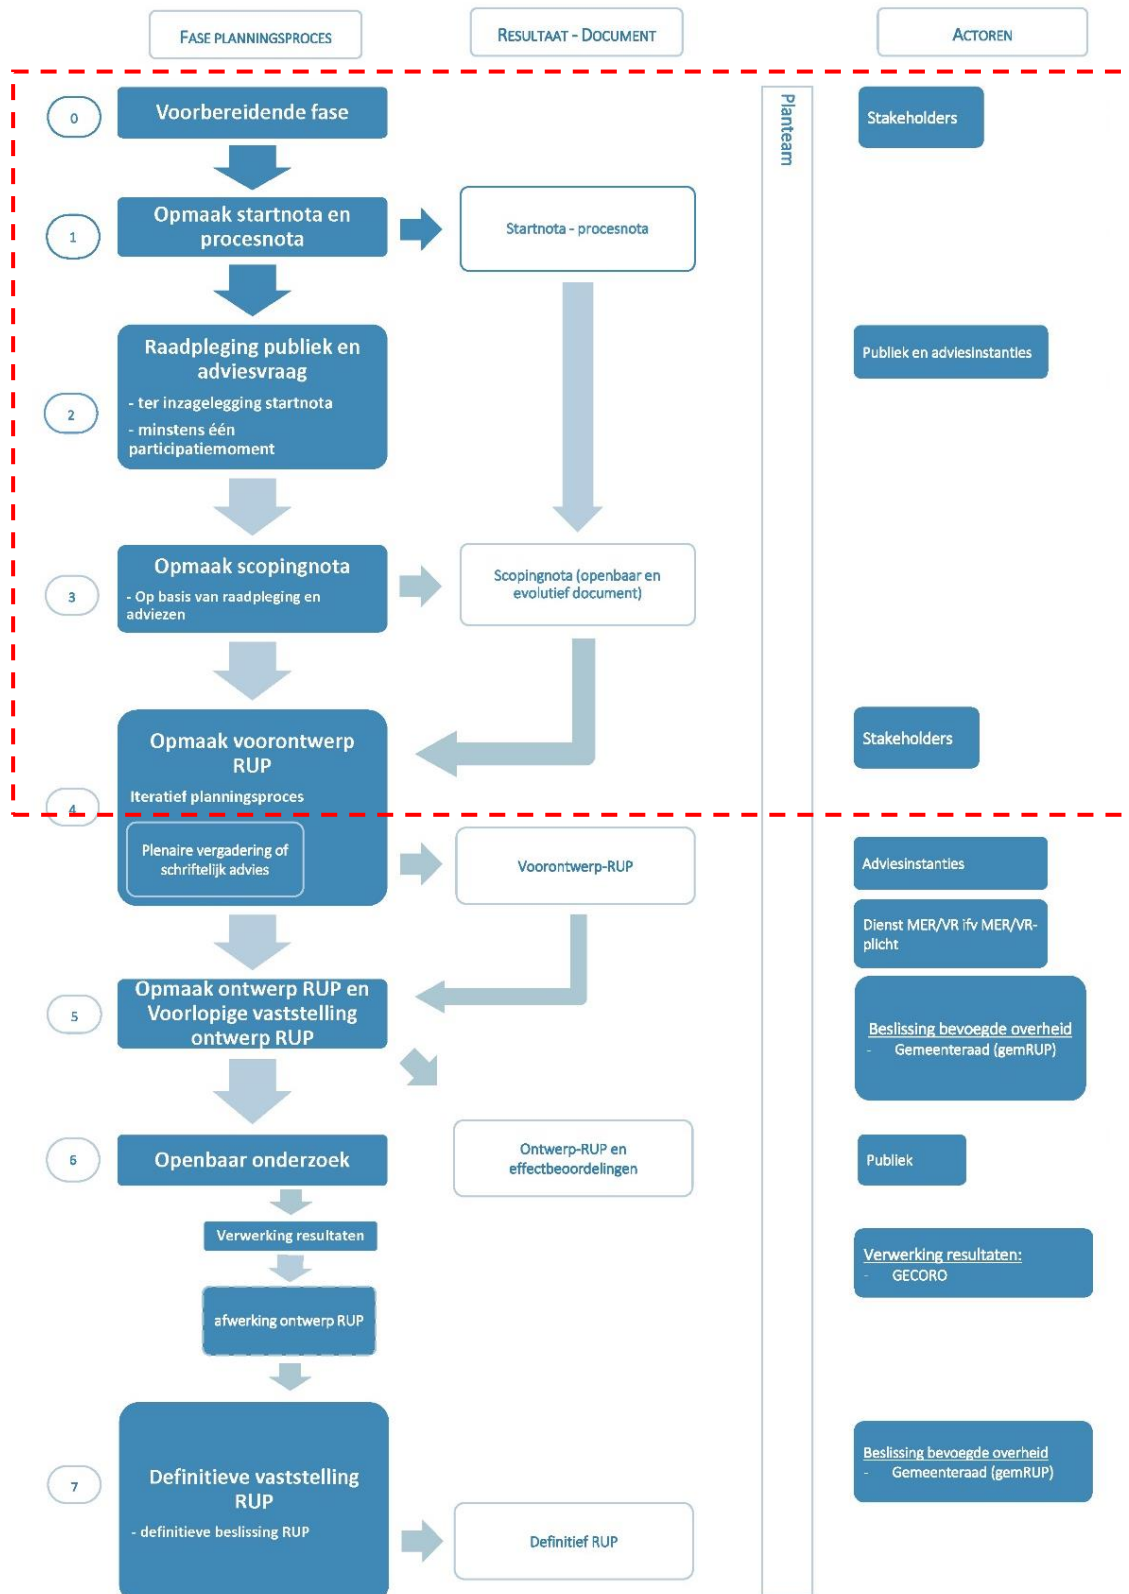 FASE PLANNINGSPROCES
RESULTAAT - DOCUMENT
ACTOREN
0
Voorbereidende fase
Planteam
Stakeholders
1
Opmaak startnota en
procesnota
Startnota - procesnota
2
Raadpleging publiek en
adviesvraag
- ter inzagelegging startnota
- minstens één
participatiemoment
Publiek en adviesinstanties
3
Opmaak scopingnota
- Op basis van raadpleging en
adviezen
Scopingnota (openbaar en
evolutief document)
4
Opmaak voorontwerp
RUP
Iteratief planningsproces
Plenaire vergadering of
schriftelijk advies
Voorontwerp-RUP
Stakeholders
Adviesinstanties
Dienst MER/VR ifv MER/VR-
plicht
5
Opmaak ontwerp RUP en
Voorlopige vaststelling
ontwerp RUP
Beslissing bevoegde overheid
- Gemeenteraad (gemRUP)
6
Openbaar onderzoek
Ontwerp-RUP en
effectbeoordelingen
Publiek
Verwerking resultaten
Verwerking resultaten:
- GECORO
afwerking ontwerp RUP
7
Definitieve vaststelling
RUP
- definitieve beslissing RUP
Definitief RUP
Beslissing bevoegde overheid
- Gemeenteraad (gemRUP)